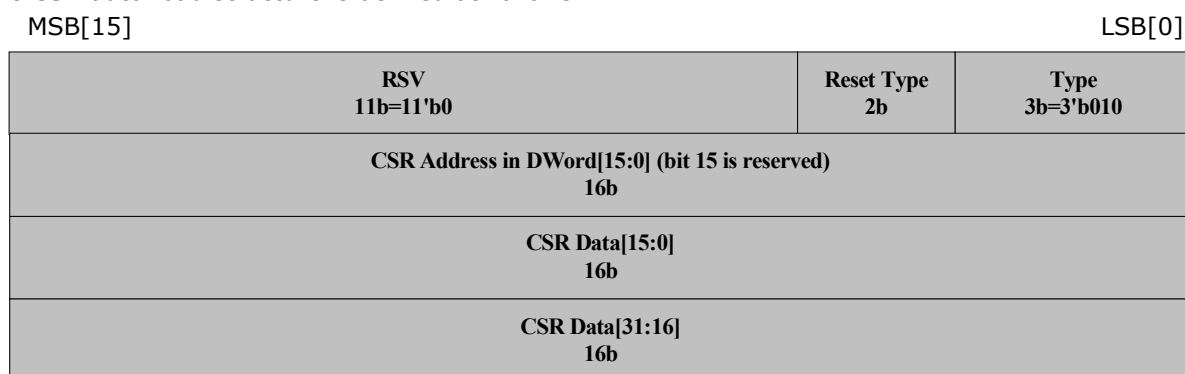 MSB[15] LSB[0]
RSV Reset Type Type
11b=11'b0 2b 3b=3'b010
CSR Address in DWord[15:0] (bit 15 is reserved)
16b
CSR Data[15:0]
16b
CSR Data[31:16]
16b